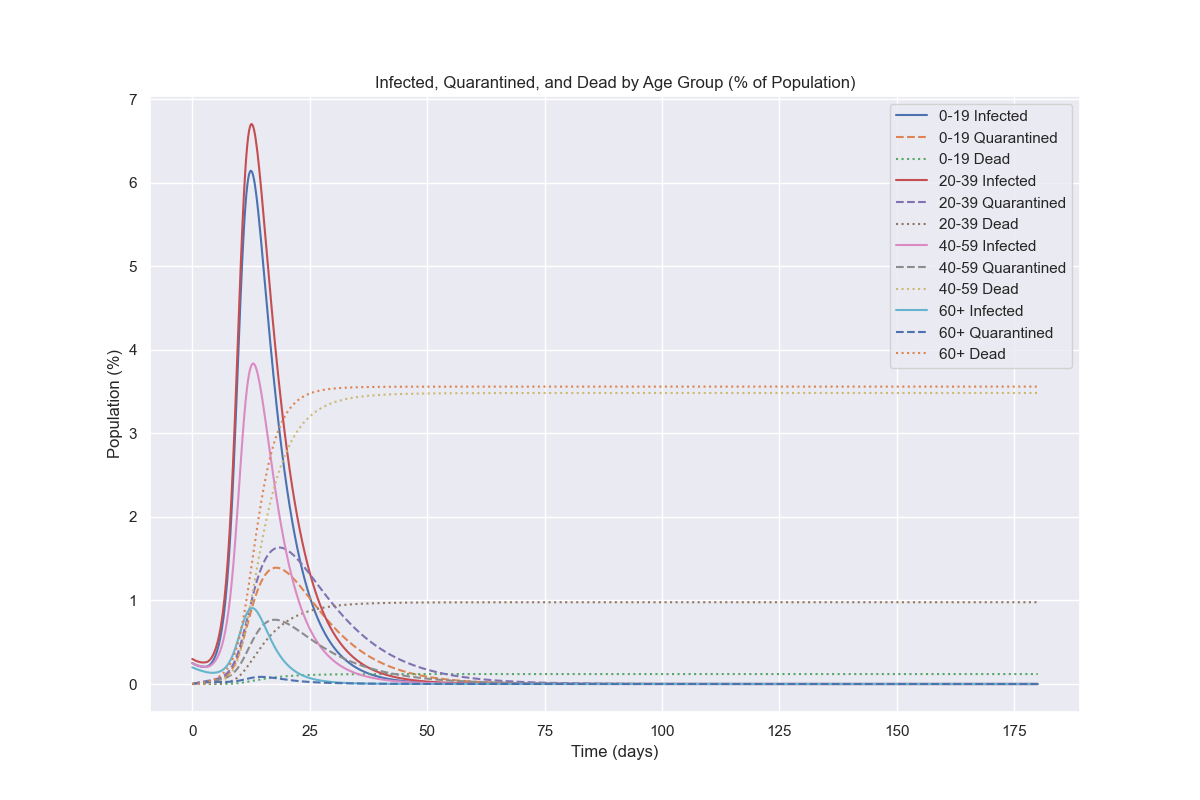 Infected, Quarantined, and Dead by Age Group (% of Population)
7
6
5
4
3
2
1
0
Population (%)
0-19 Infected
0-19 Quarantined
0-19 Dead
20-39 Infected
20-39 Quarantined
20-39 Dead
40-59 Infected
40-59 Quarantined
40-59 Dead
60+ Infected
60+ Quarantined
60+ Dead
0 25 50 75 100 125 150 175
Time (days)